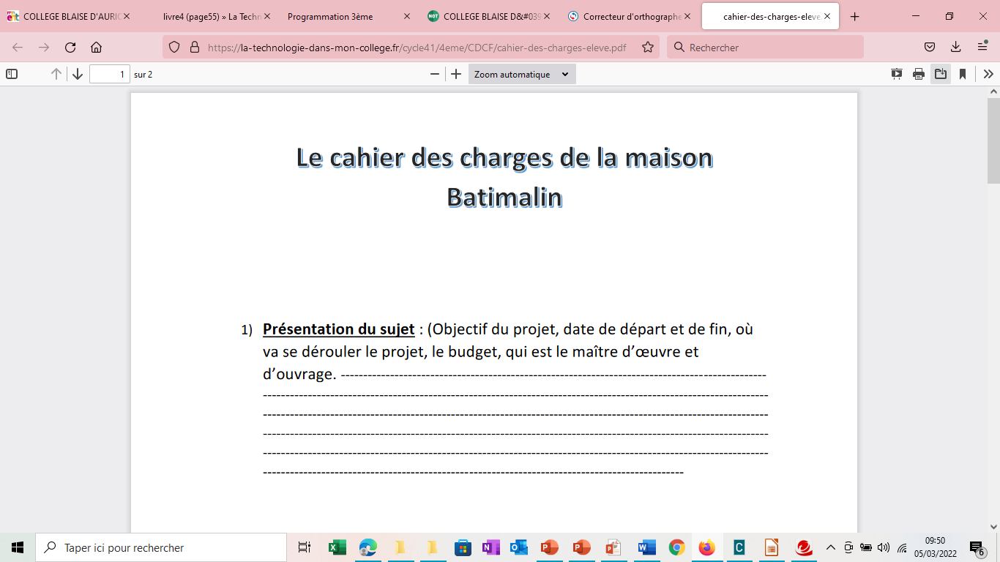 COLLEGE BLAISE D'AURIC
livre4 (page55) » La Techn
Programmation 3ème
COLLEGE BLAISE D&#039
Correcteur d'orthographe
cahier-des-charges-eleve.
https://la-technologie-dans-mon-college.fr/cycle41/4eme/CDCF/cahier-des-charges-eleve.pdf
Rechercher
1 sur 2
Zoom automatique
Le cahier des charges de la maison
Batimalin
1) Présentation du sujet : (Objectif du projet, date de départ et de fin, où
va se dérouler le projet, le budget, qui est le maître d’œuvre et
d’ouvrage. -----------------------------------------------------------------------------------------------
-----------------------------------------------------------------------------------------------------------------
-----------------------------------------------------------------------------------------------------------------
-----------------------------------------------------------------------------------------------------------------
-----------------------------------------------------------------------------------------------------------------
----------------------------------------------------------------------------------------------
Taper ici pour rechercher
09:50
05/03/2022
6